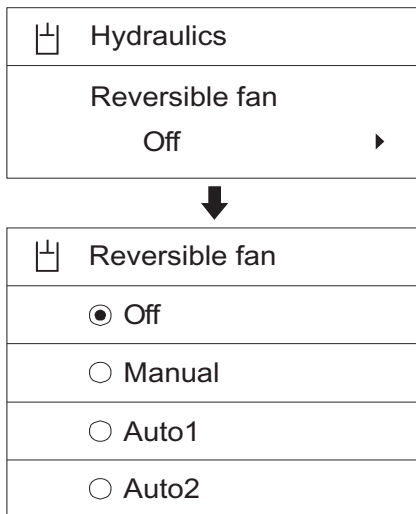 Hydraulics
Reversible fan
Off
Reversible fan
Off
Manual
Auto1
Auto2